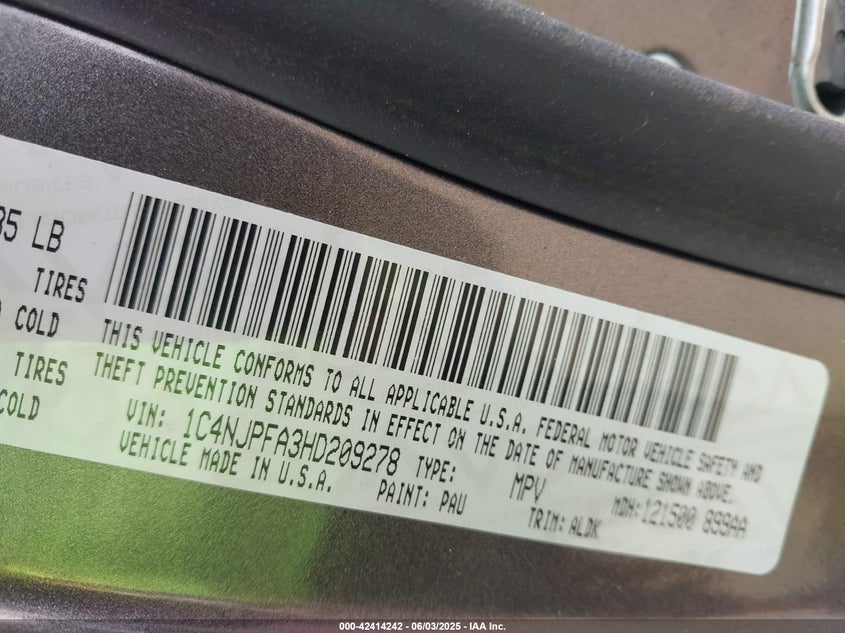 85 LB
TIRES
COLD
TIRES
COLD
THIS VEHICLE CONFORMS TO ALL APPLICABLE U.S.A. FEDERAL MOTOR VEHICLE SAFETY AND
THEFT PREVENTION STANDARDS IN EFFECT ON THE DATE OF MANUFACTURE SHOWN ABOVE.
VIN: 1C4NJPFA3HD209278 TYPE: MPV MDH: 121500 899AA
VEHICLE MADE IN U.S.A. PAINT: PAU TRIM: ALDK
000-42414242 - 06/03/2025 - IAA Inc.